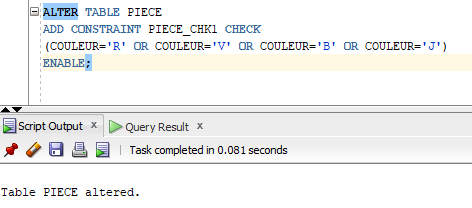 ALTER TABLE PIECE
ADD CONSTRAINT PIECE_CHK1 CHECK
(COULEUR='R' OR COULEUR='V' OR COULEUR='B' OR COULEUR='J')
ENABLE;
Script Output x Query Result x
Task completed in 0.081 seconds
Table PIECE altered.